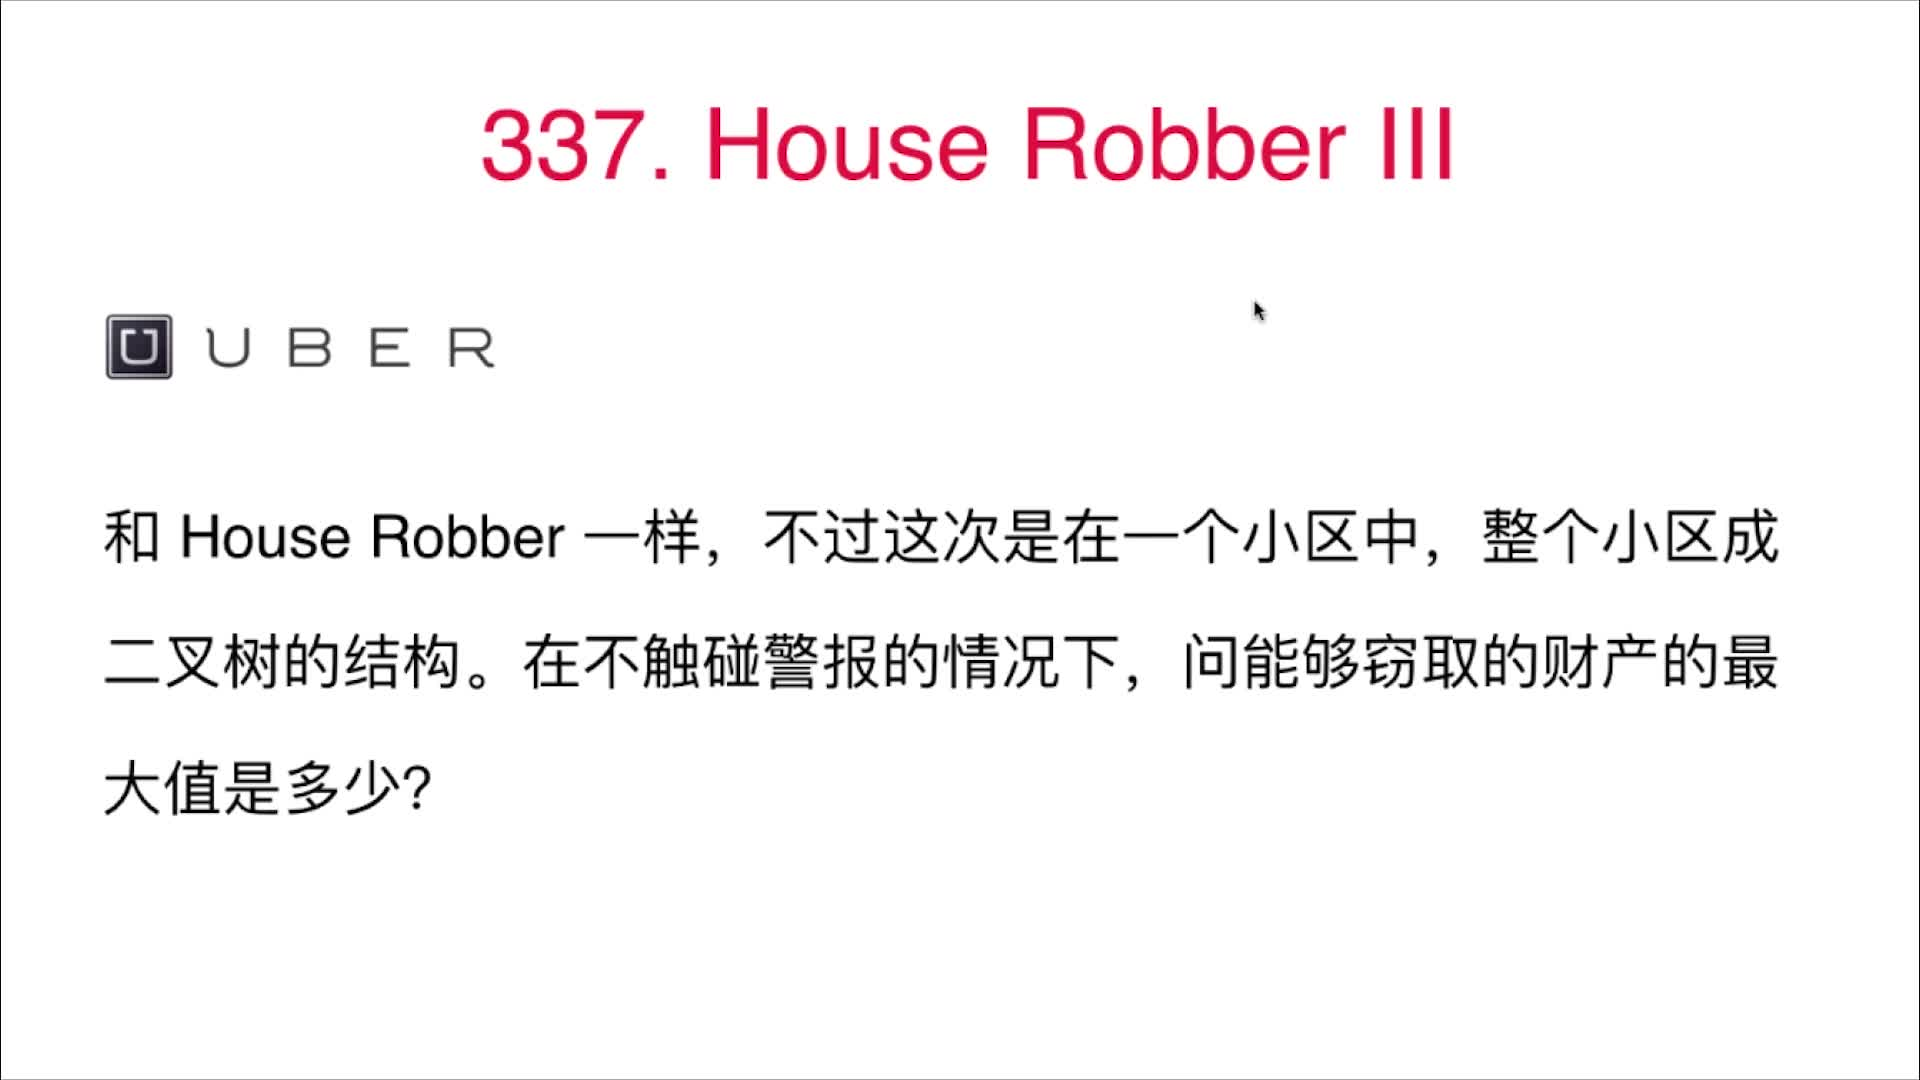 337. House Robber III
U B E R
和 House Robber 一样，不过这次是在一个小区中，整个小区成
二叉树的结构。在不触碰警报的情况下，问能够窃取的财产的最
大值是多少？